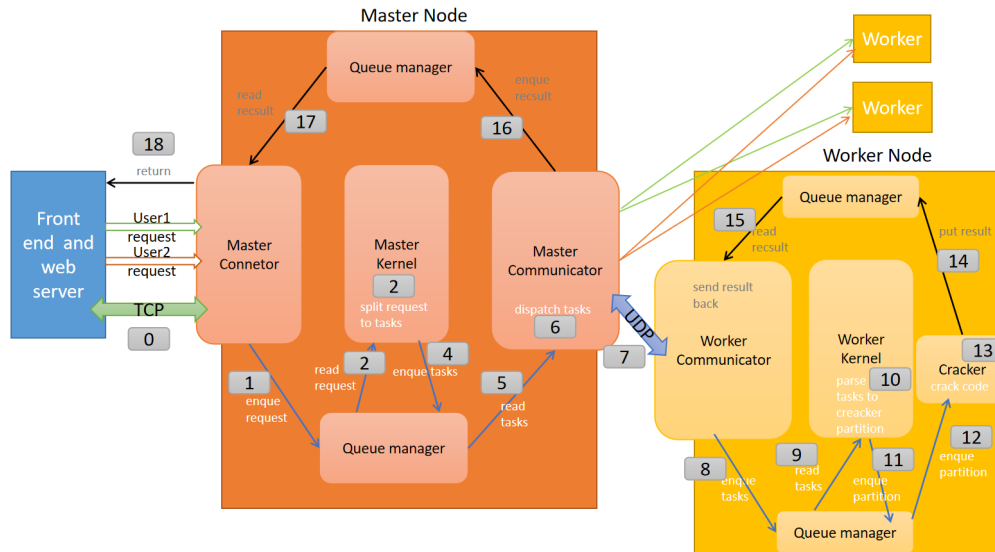 Master Node
Queue manager
read
recsult
17
enque
recsult
16
Worker
Worker
Worker Node
18
return
Front
end and
web
server
User1
request
User2
request
TCP
0
Master
Connetor
Master
Kernel
2
split request
to tasks
Master
Communicator
dispatch tasks
6
UDP
7
1
enque
request
read
request
2
4
enque tasks
5
read
tasks
Queue manager
Queue manager
15
read
recsult
put result
14
send result
back
Worker
Communicator
Worker
Kernel
10
parse
tasks to
creacker
partition
13
Cracker
crack code
8
enque
tasks
9
read
tasks
11
enque
partition
12
enque
partition
Queue manager